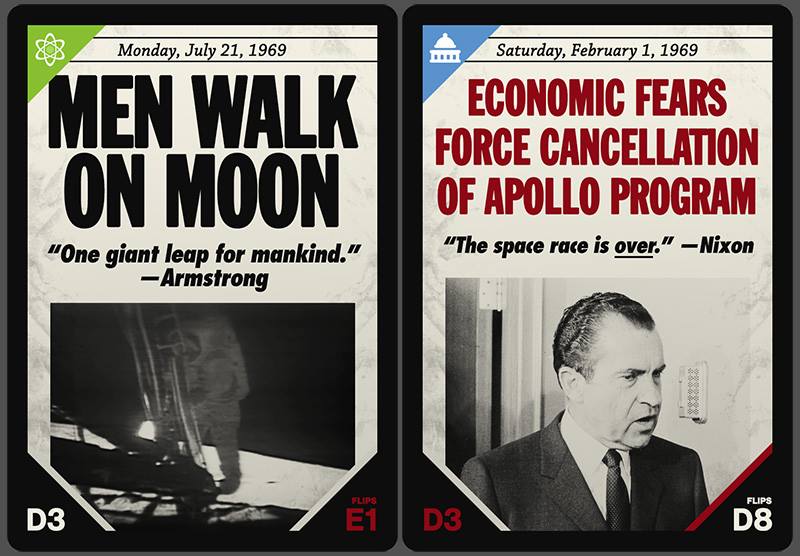 Monday, July 21, 1969
MEN WALK
ON MOON
“One giant leap for mankind.”
—Armstrong
D3
FLIPS
E1
Saturday, February 1, 1969
ECONOMIC FEARS
FORCE CANCELLATION
OF APOLLO PROGRAM
“The space race is over.” —Nixon
D3
FLIPS
D8